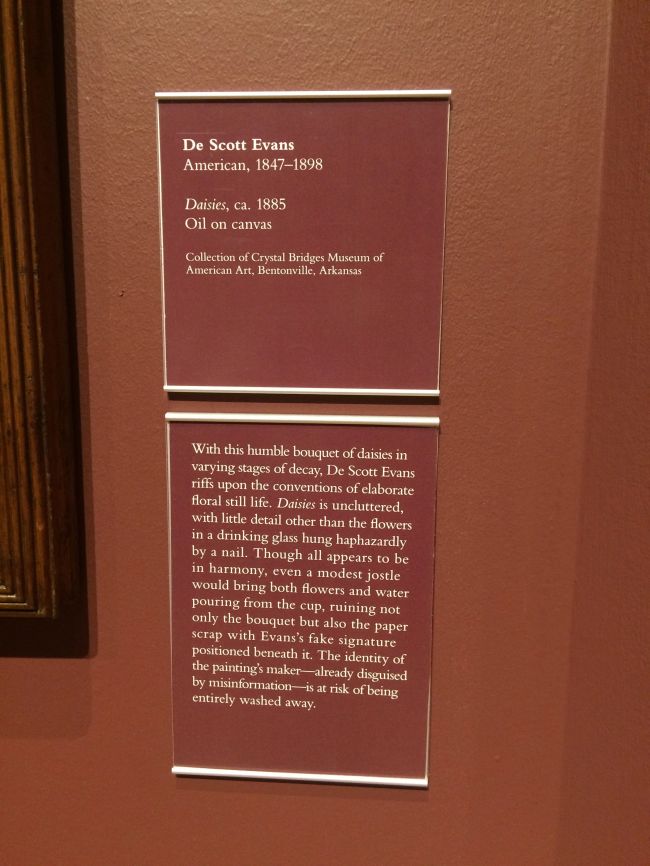 De Scott Evans
American, 1847–1898
Daisies, ca. 1885
Oil on canvas
Collection of Crystal Bridges Museum of
American Art, Bentonville, Arkansas
With this humble bouquet of daisies in
varying stages of decay, De Scott Evans
riffs upon the conventions of elaborate
floral still life. Daisies is uncluttered,
with little detail other than the flowers
in a drinking glass hung haphazardly
by a nail. Though all appears to be
in harmony, even a modest jostle
would bring both flowers and water
pouring from the cup, ruining not
only the bouquet but also the paper
scrap with Evans’s fake signature
positioned beneath it. The identity of
the painting’s maker—already disguised
by misinformation—is at risk of being
entirely washed away.